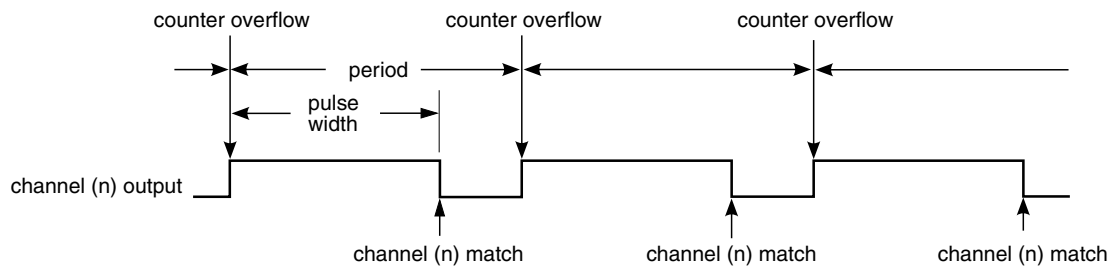 counter overflow
counter overflow
counter overflow
period
pulse
width
channel (n) output
channel (n) match
channel (n) match
channel (n) match